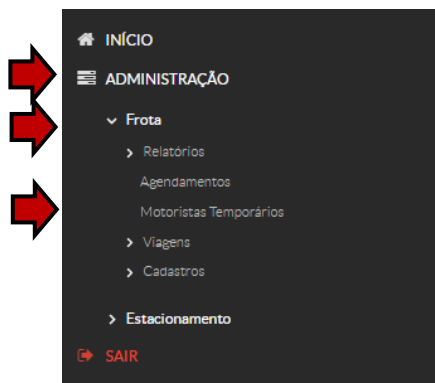 INÍCIO
ADMINISTRAÇÃO
Frota
Relatórios
Agendamentos
Motoristas Temporários
Viagens
Cadastros
Estacionamento
SAIR